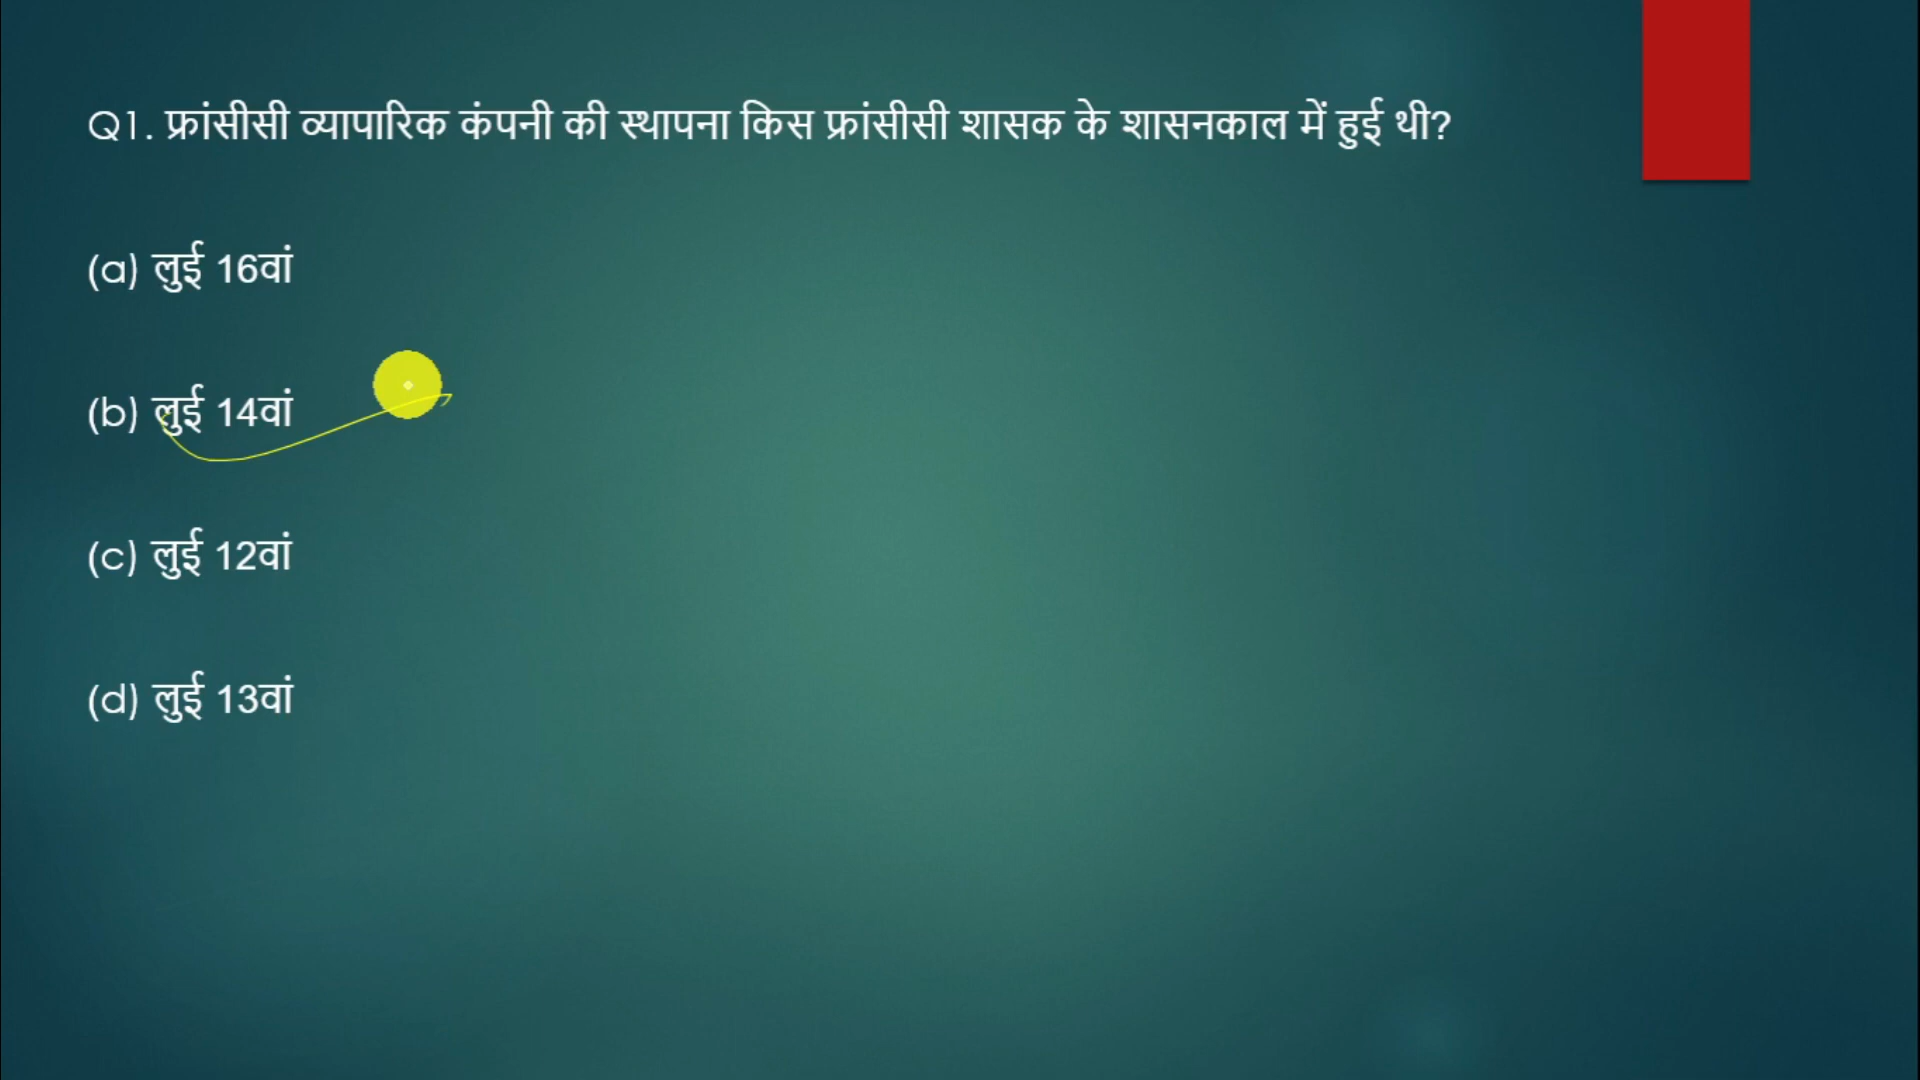 Q1. फ्रांसीसी व्यापारिक कंपनी की स्थापना किस फ्रांसीसी शासक के शासनकाल में हुई थी?
(a) लुई 16वां
(b) लुई 14वां
(c) लुई 12वां
(d) लुई 13वां